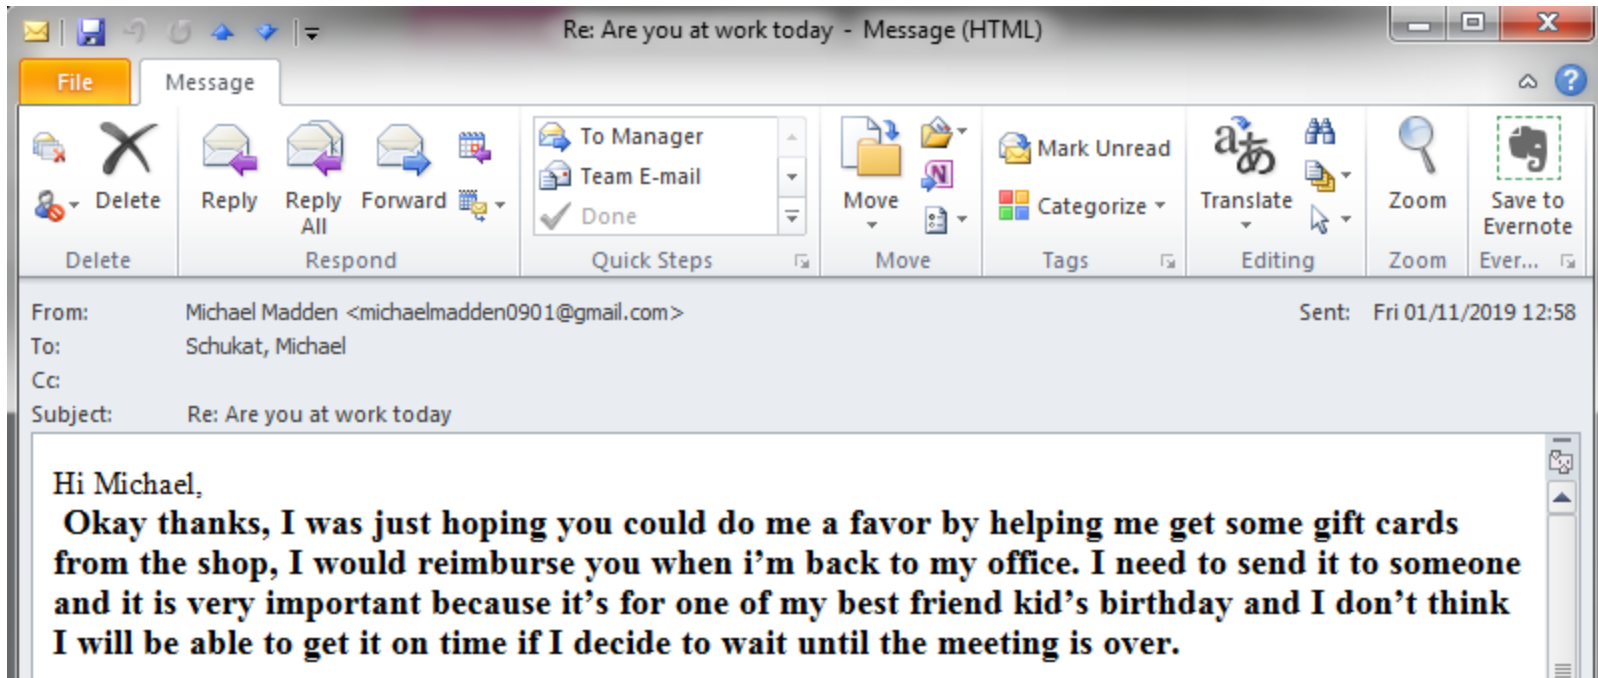 Re: Are you at work today - Message (HTML)
File Message
Delete
Reply
Reply All
Forward
To Manager
Team E-mail
Done
Move
Mark Unread
Categorize
Translate
Zoom
Save to Evernote
Delete Respond Quick Steps Move Tags Editing Zoom Ever...
From: Michael Madden <michaelmadden0901@gmail.com> Sent: Fri 01/11/2019 12:58
To: Schukat, Michael
Cc:
Subject: Re: Are you at work today
Hi Michael,
Okay thanks, I was just hoping you could do me a favor by helping me get some gift cards
from the shop, I would reimburse you when i’m back to my office. I need to send it to someone
and it is very important because it’s for one of my best friend kid’s birthday and I don’t think
I will be able to get it on time if I decide to wait until the meeting is over.